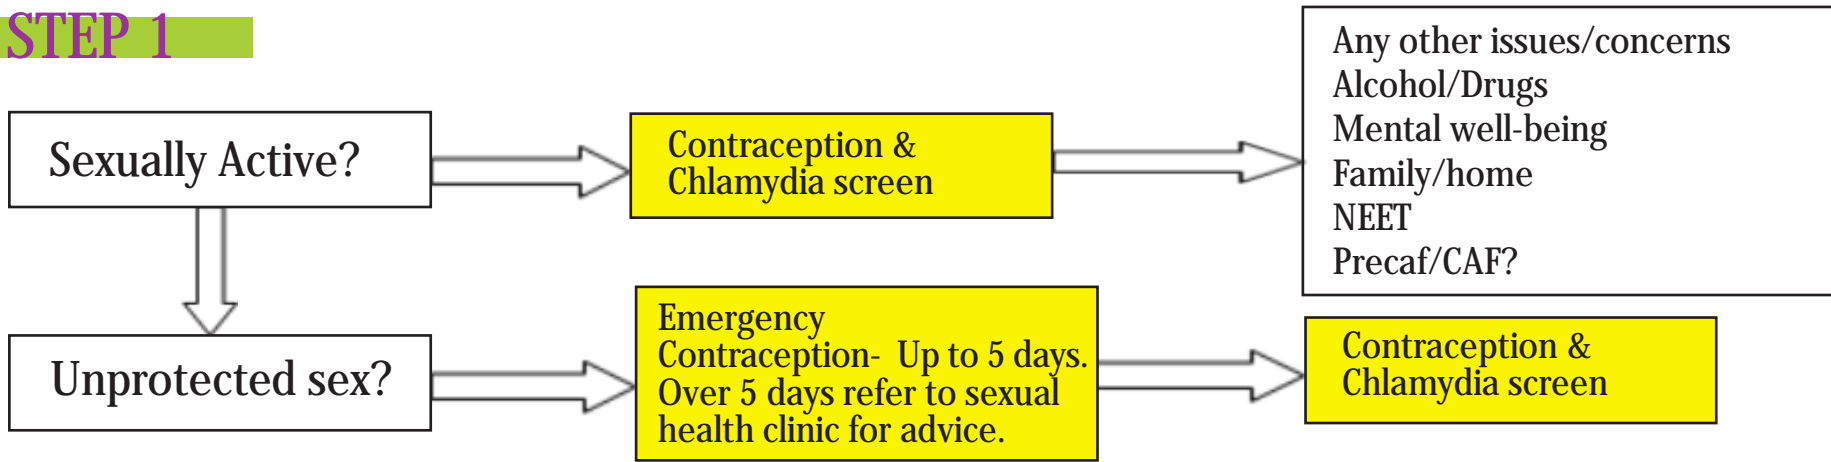 STEP 1
Sexually Active?
Contraception &
Chlamydia screen
Any other issues/concerns
Alcohol/Drugs
Mental well-being
Family/home
NEET
Precaf/CAF?
Unprotected sex?
Emergency
Contraception- Up to 5 days.
Over 5 days refer to sexual
health clinic for advice.
Contraception &
Chlamydia screen